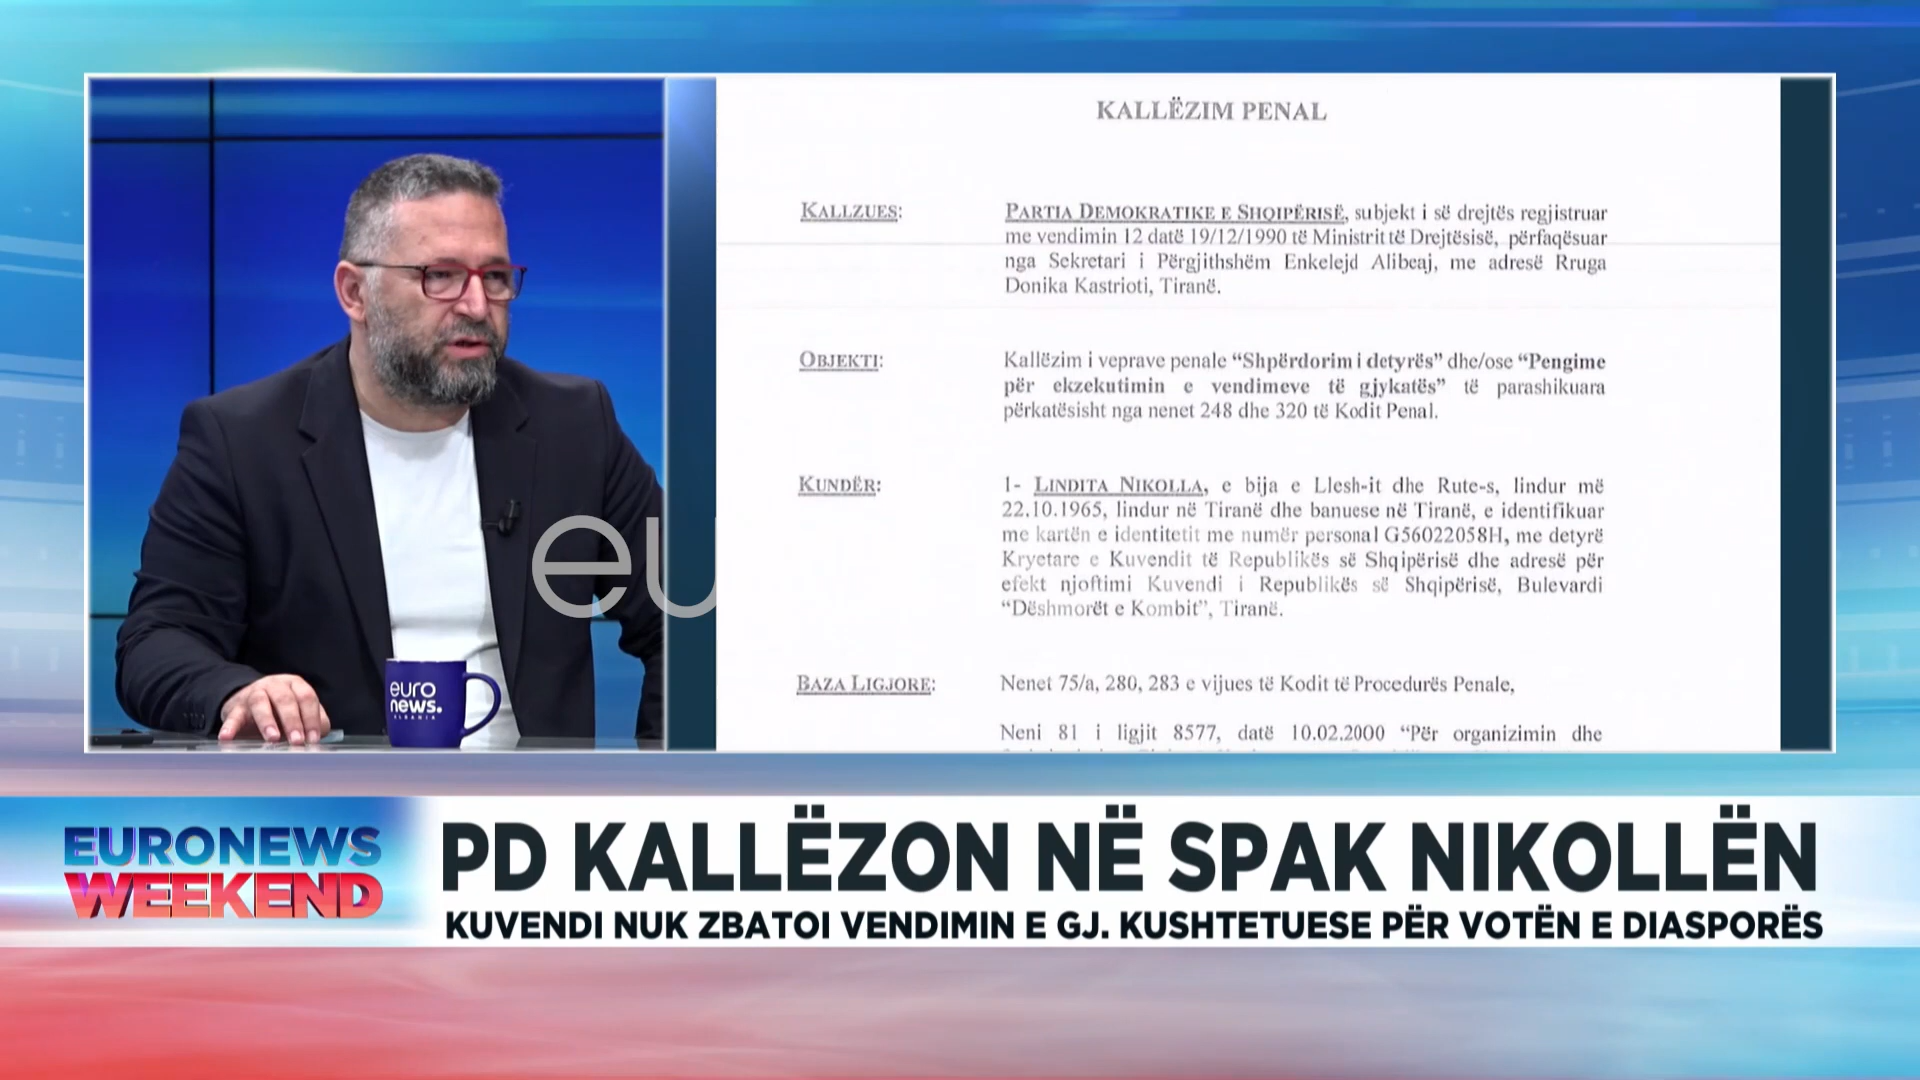 KALLËZIM PENAL
KALLZUES:
PARTIA DEMOKRATIKE E SHQIPËRISË, subjekt i së drejtës regjistruar
me vendimin 12 datë 19/12/1990 të Ministrit të Drejtësisë, përfaqësuar
nga Sekretari i Përgjithshëm Enkelejd Alibeaj, me adresë Rruga
Donika Kastrioti, Tiranë.
OBJEKTI:
Kallëzim i veprave penale “Shpërdorim i detyrës” dhe/ose “Pengime
për ekzekutimin e vendimeve të gjykatës” të parashikuara
përkatësisht nga nenet 248 dhe 320 të Kodit Penal.
KUNDËR:
1- LINDITA NIKOLLA, e bija e Llesh-it dhe Rute-s, lindur më
22.10.1965, lindur në Tiranë dhe banuese në Tiranë, e identifikuar
me kartën e identitetit me numër personal G56022058H, me detyrë
Kryetare e Kuvendit të Republikës së Shqipërisë dhe adresë për
efekt njoftimi Kuvendi i Republikës së Shqipërisë, Bulevardi
“Dëshmorët e Kombit”, Tiranë.
BAZA LIGJORE:
Nenet 75/a, 280, 283 e vijues të Kodit të Procedurës Penale,
Neni 81 i ligjit 8577, datë 10.02.2000 “Për organizimin dhe
eu
euro
news.
ALBANIA
EURONEWS
WEEKEND
PD KALLËZON NË SPAK NIKOLLËN
KUVENDI NUK ZBATOI VENDIMIN E GJ. KUSHTETUESE PËR VOTËN E DIASPORËS